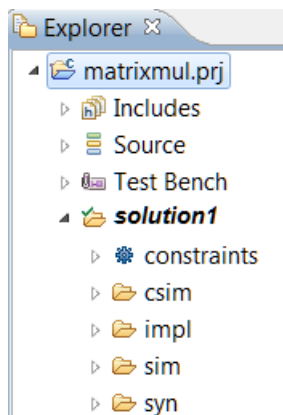 Explorer
matrixmul.prj
Includes
Source
Test Bench
solution1
constraints
csim
impl
sim
syn